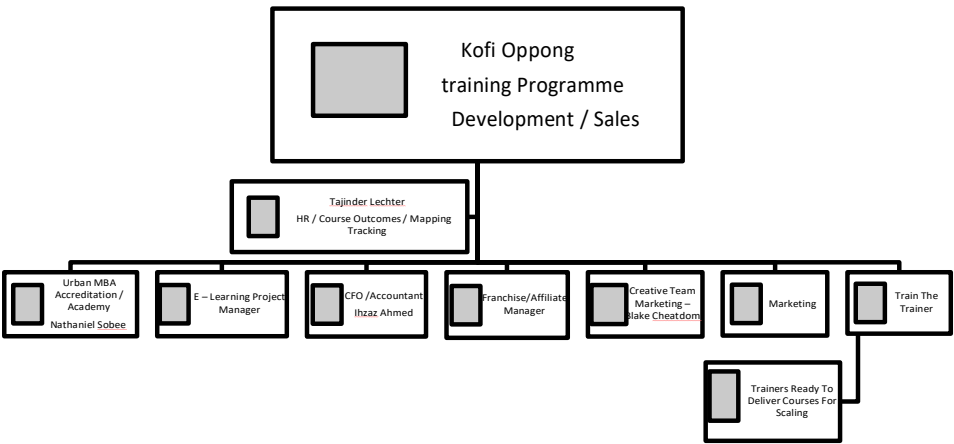 Kofi Oppong
training Programme
Development / Sales
Tajinder Lechter
HR / Course Outcomes / Mapping
Tracking
Urban MBA
Accreditation /
Academy
Nathaniel Sobee
E – Learning Project
Manager
CFO /Accountant
Ihzaz Ahmed
Franchise/Affiliate
Manager
Creative Team
Marketing –
Blake Cheatdom
Marketing
Train The
Trainer
Trainers Ready To
Deliver Courses For
Scaling